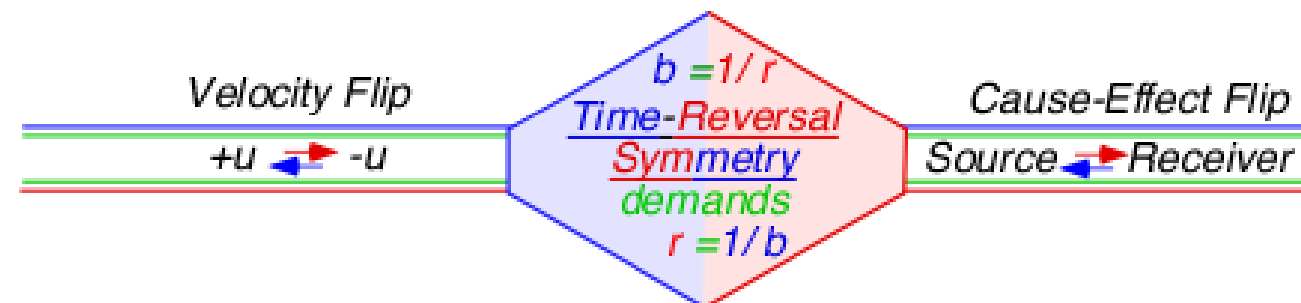 Velocity Flip
+u -u
b =1/ r
Time-Reversal
Symmetry
demands
r =1/ b
Cause-Effect Flip
Source Receiver